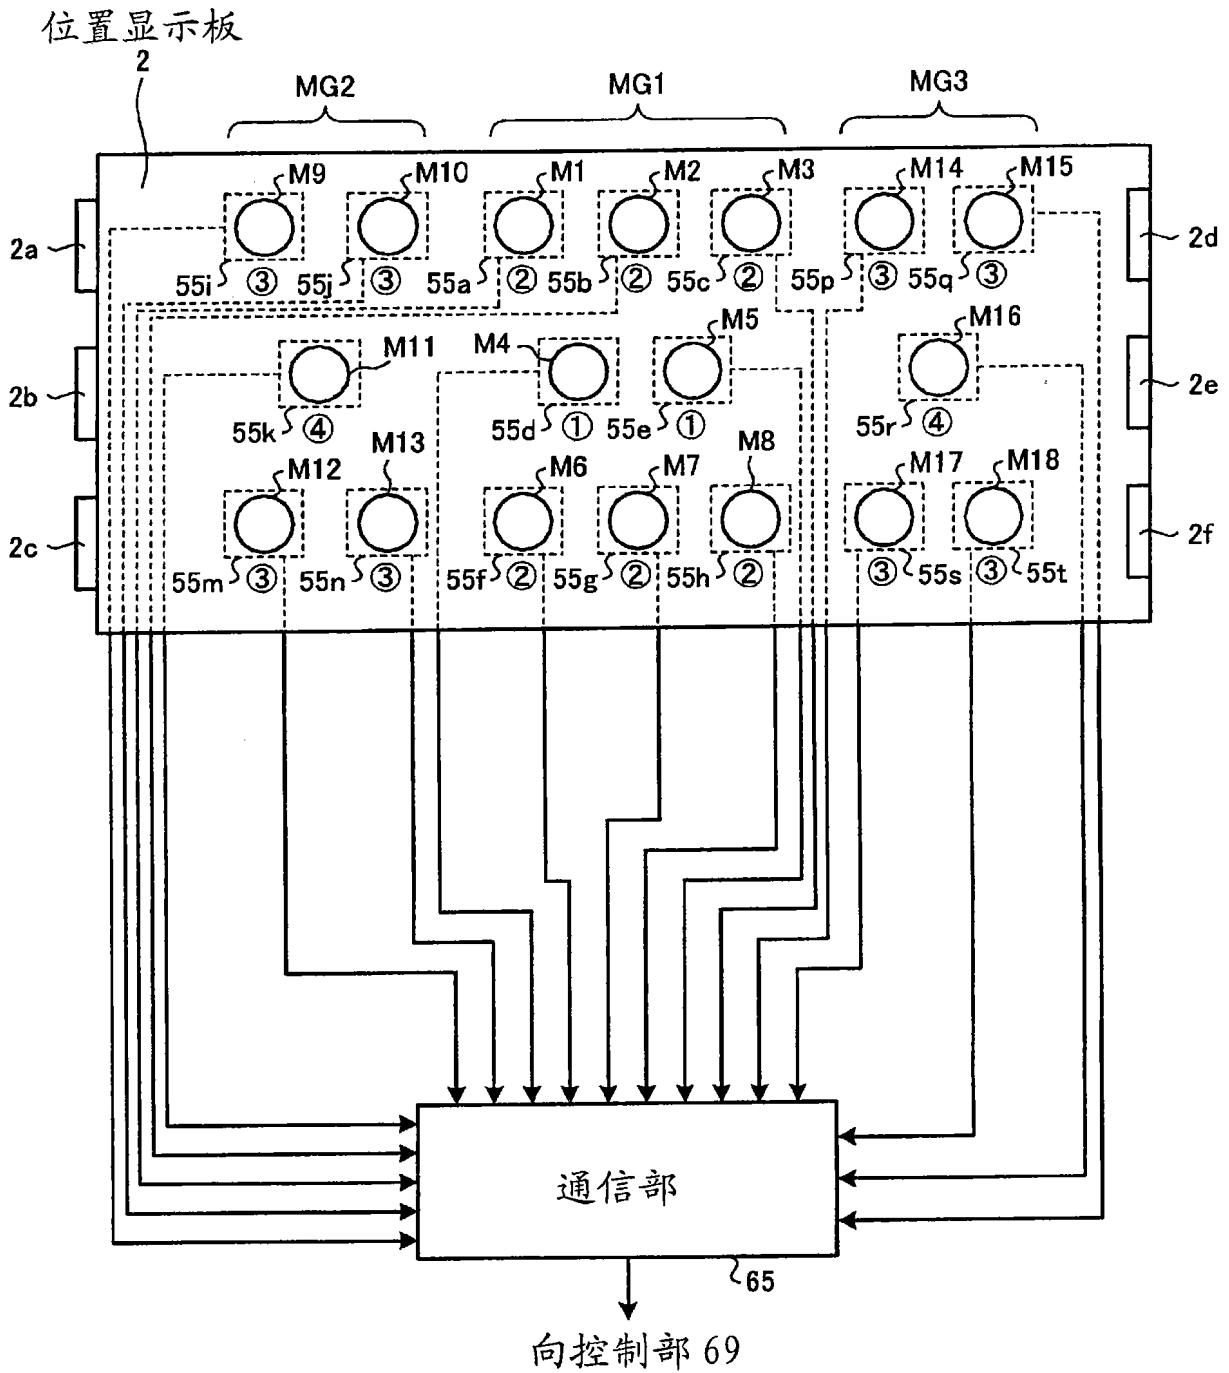 位置显示板
2
MG2 MG1 MG3
M9 M10 M1 M2 M3 M14 M15
2a 2d
55i ③ 55j ③ 55a ② 55b ② 55c ② 55p ③ 55q ③
M11 M4 M5 M16
2b 2e
55k ④ 55d ① 55e ① 55r ④
M12 M13 M6 M7 M8 M17 M18
2c 2f
55m ③ 55n ③ 55f ② 55g ② 55h ② ③ 55s ③ 55t
通信部
65
向控制部 69